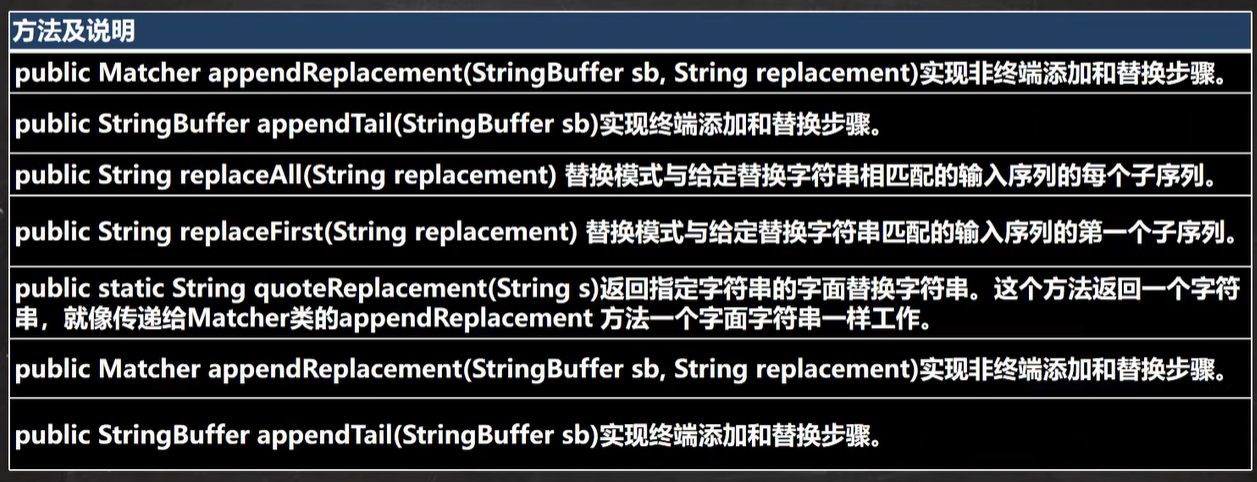 方法及说明
public Matcher appendReplacement(StringBuffer sb, String replacement)实现非终端添加和替换步骤。
public StringBuffer appendTail(StringBuffer sb)实现终端添加和替换步骤。
public String replaceAll(String replacement) 替换模式与给定替换字符串相匹配的输入序列的每个子序列。
public String replaceFirst(String replacement) 替换模式与给定替换字符串匹配的输入序列的第一个子序列。
public static String quoteReplacement(String s)返回指定字符串的字面替换字符串。这个方法返回一个字符
串，就像传递给Matcher类的appendReplacement 方法一个字面字符串一样工作。
public Matcher appendReplacement(StringBuffer sb, String replacement)实现非终端添加和替换步骤。
public StringBuffer appendTail(StringBuffer sb)实现终端添加和替换步骤。